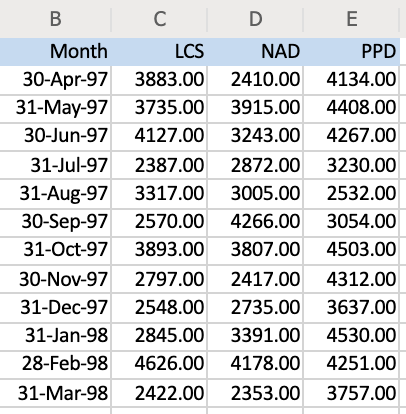 B C D E
Month LCS NAD PPD
30-Apr-97 3883.00 2410.00 4134.00
31-May-97 3735.00 3915.00 4408.00
30-Jun-97 4127.00 3243.00 4267.00
31-Jul-97 2387.00 2872.00 3230.00
31-Aug-97 3317.00 3005.00 2532.00
30-Sep-97 2570.00 4266.00 3054.00
31-Oct-97 3893.00 3807.00 4503.00
30-Nov-97 2797.00 2417.00 4312.00
31-Dec-97 2548.00 2735.00 3637.00
31-Jan-98 2845.00 3391.00 4530.00
28-Feb-98 4626.00 4178.00 4251.00
31-Mar-98 2422.00 2353.00 3757.00